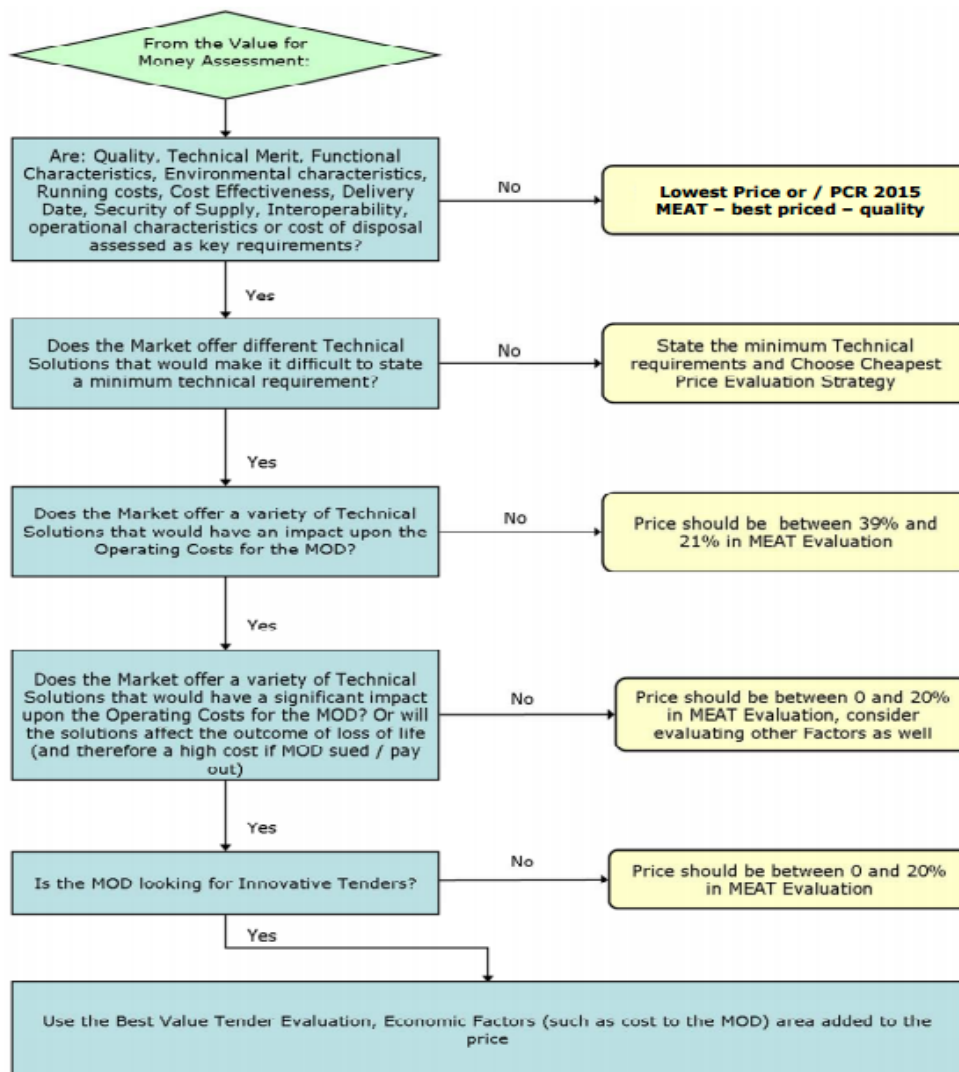 From the Value for
Money Assessment:
Are: Quality, Technical Merit, Functional
Characteristics, Environmental characteristics,
Running costs, Cost Effectiveness, Delivery
Date, Security of Supply, Interoperability,
operational characteristics or cost of disposal
assessed as key requirements?
No
Lowest Price or / PCR 2015
MEAT – best priced – quality
Yes
Does the Market offer different Technical
Solutions that would make it difficult to state
a minimum technical requirement?
No
State the minimum Technical
requirements and Choose Cheapest
Price Evaluation Strategy
Yes
Does the Market offer a variety of Technical
Solutions that would have an impact upon the
Operating Costs for the MOD?
No
Price should be between 39% and
21% in MEAT Evaluation
Yes
Does the Market offer a variety of Technical
Solutions that would have a significant impact
upon the Operating Costs for the MOD? Or will
the solutions affect the outcome of loss of life
(and therefore a high cost if MOD sued / pay
out)
No
Price should be between 0 and 20%
in MEAT Evaluation, consider
evaluating other Factors as well
Yes
Is the MOD looking for Innovative Tenders?
No
Price should be between 0 and 20%
in MEAT Evaluation
Yes
Use the Best Value Tender Evaluation, Economic Factors (such as cost to the MOD) area added to the
price